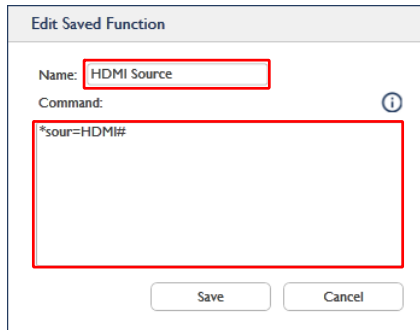 Edit Saved Function
Name: HDMI Source
Command:
*sour=HDMI#
Save Cancel